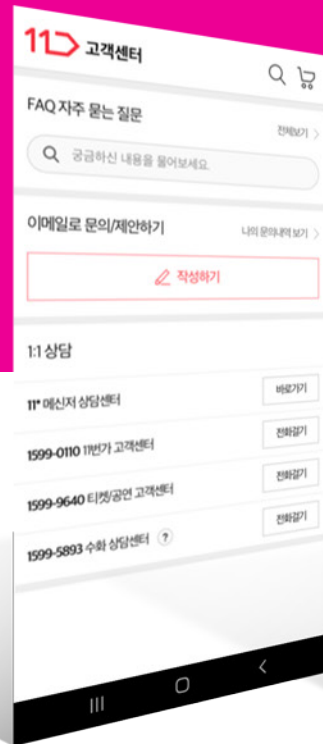 11 고객센터
FAQ 자주 묻는 질문
전체보기 >
궁금하신 내용을 물어보세요.
이메일로 문의/제안하기
나의 문의내역 보기 >
작성하기
1:1 상담
11* 메신저 상담센터
바로가기
1599-0110 11번가 고객센터
전화걸기
1599-9640 티켓/공연 고객센터
전화걸기
1599-5893 수화 상담센터 ?
전화걸기